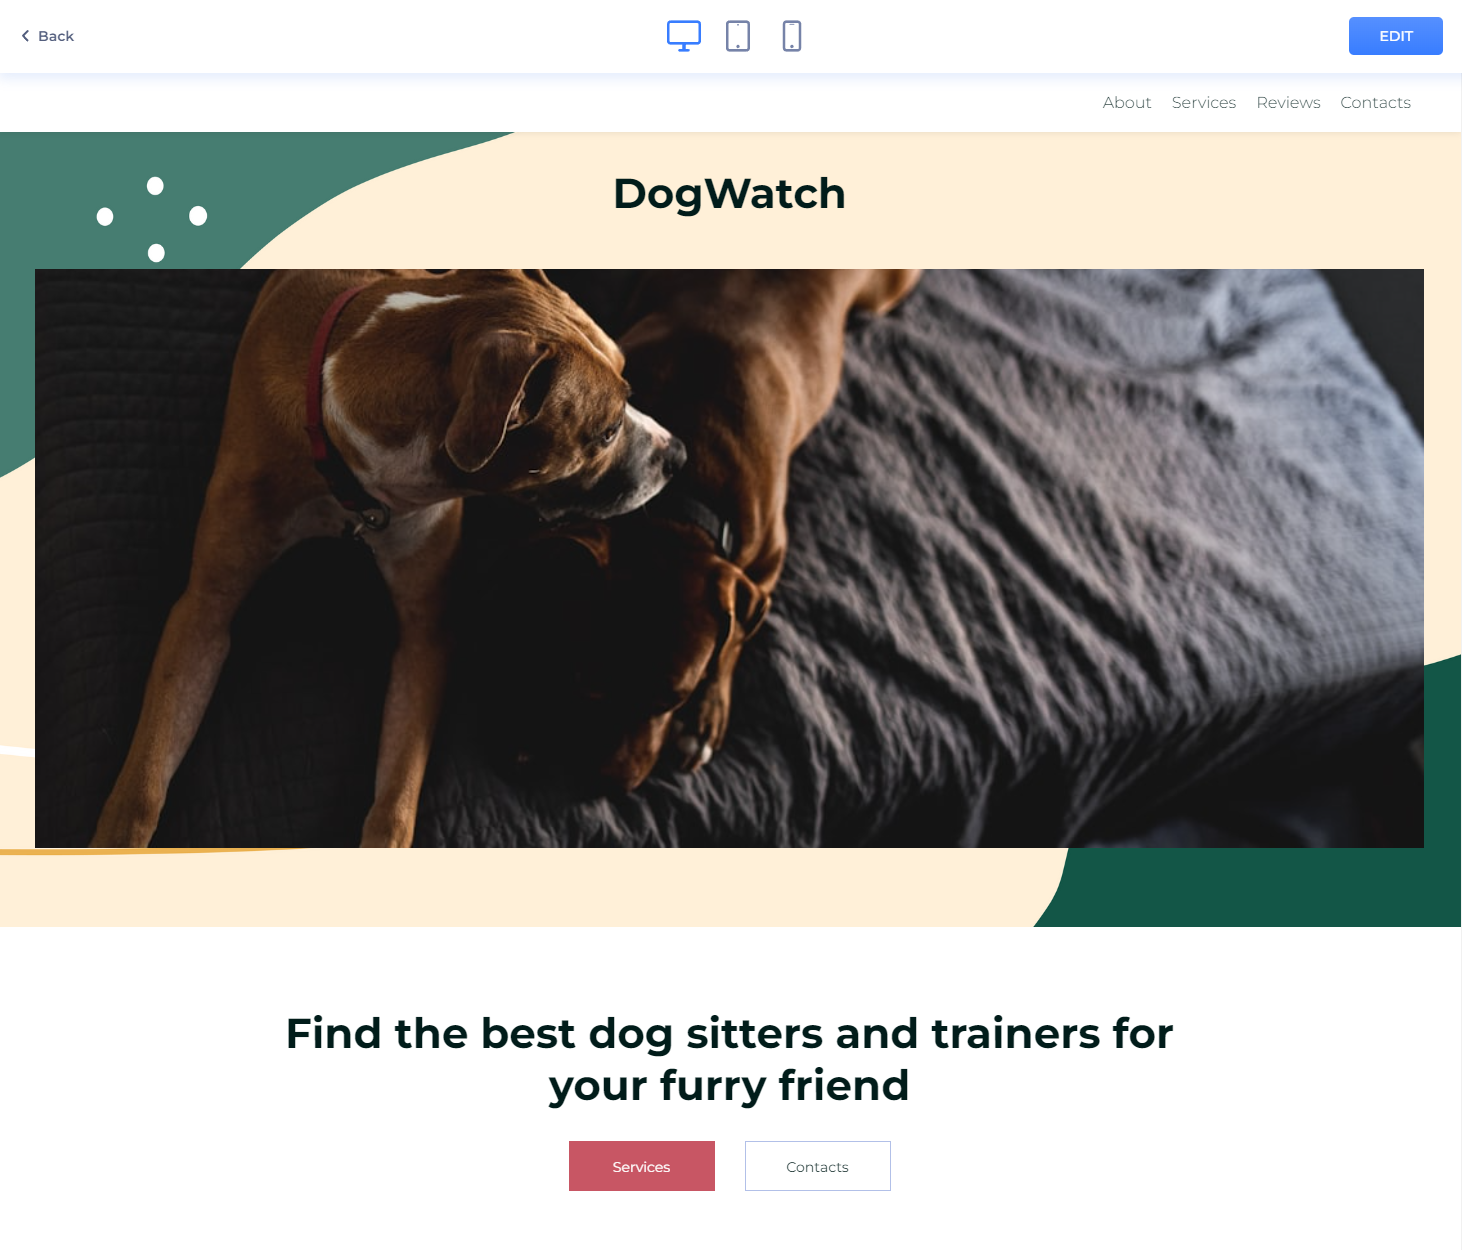 Back
EDIT
About Services Reviews Contacts
DogWatch
Find the best dog sitters and trainers for
your furry friend
Services
Contacts